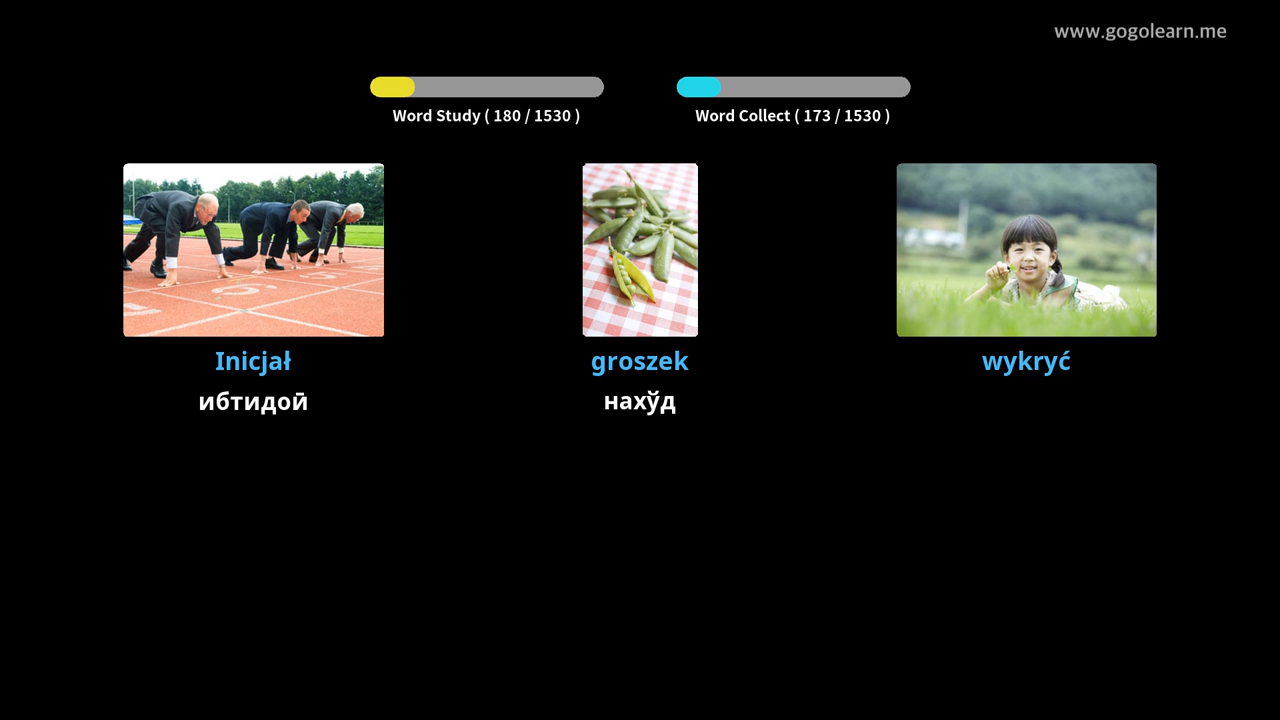 www.gogolearn.me
Word Study ( 180 / 1530 )
Word Collect ( 173 / 1530 )
Inicjał
groszek
wykryć
ибтидоӣ
нахӯд